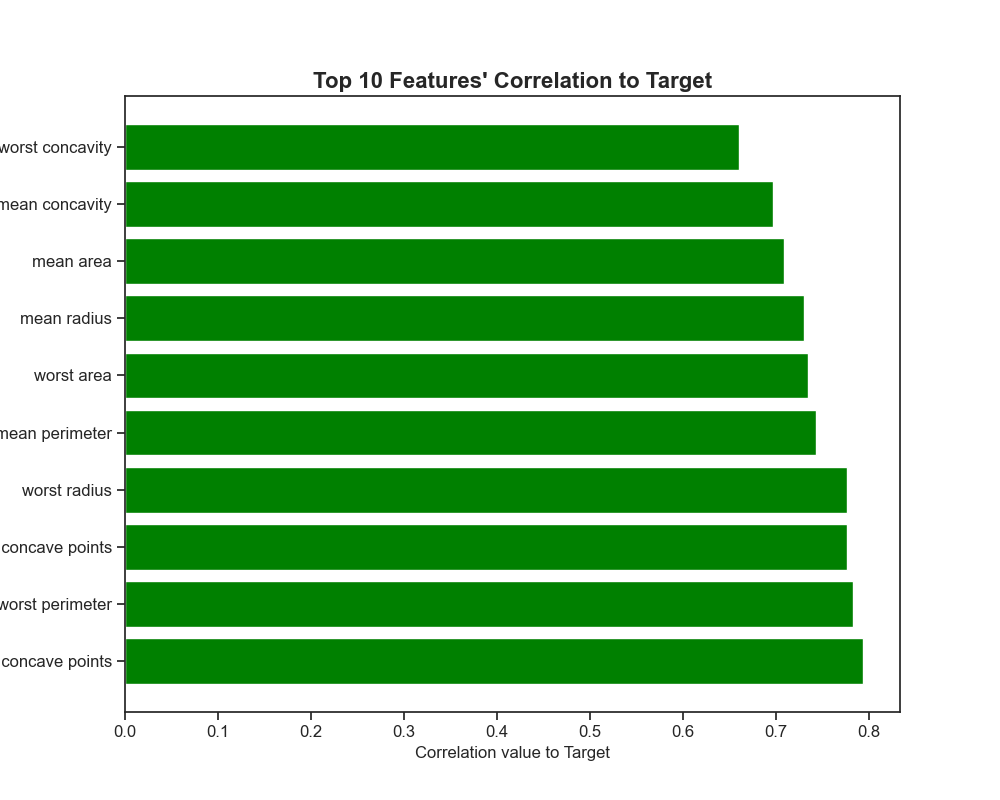 Top 10 Features' Correlation to Target
worst concavity
mean concavity
mean area
mean radius
worst area
mean perimeter
worst radius
concave points
worst perimeter
concave points
0.0 0.1 0.2 0.3 0.4 0.5 0.6 0.7 0.8
Correlation value to Target